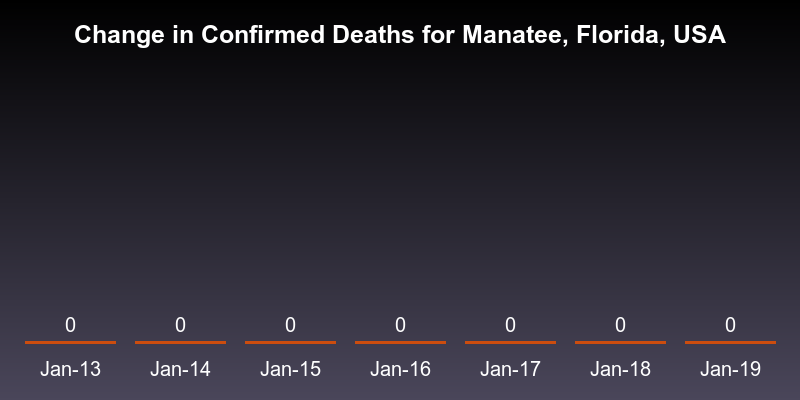 Change in Confirmed Deaths for Manatee, Florida, USA
0 0 0 0 0 0 0
Jan-13 Jan-14 Jan-15 Jan-16 Jan-17 Jan-18 Jan-19